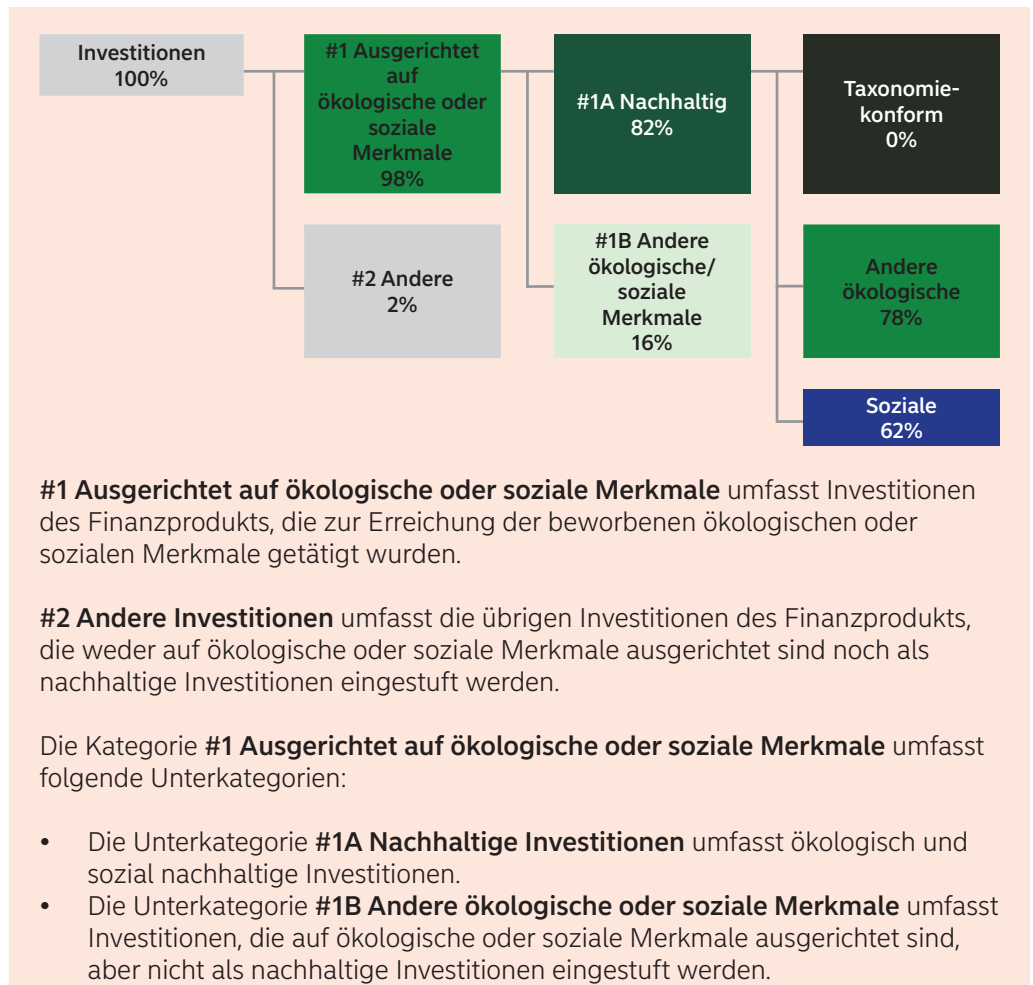 Investitionen
100%
#1 Ausgerichtet
auf
ökologische oder
soziale
Merkmale
98%
#1A Nachhaltig
82%
Taxonomie-
konform
0%
#2 Andere
2%
#1B Andere
ökologische/
soziale
Merkmale
16%
Andere
ökologische
78%
Soziale
62%
#1 Ausgerichtet auf ökologische oder soziale Merkmale umfasst Investitionen
des Finanzprodukts, die zur Erreichung der beworbenen ökologischen oder
sozialen Merkmale getätigt wurden.
#2 Andere Investitionen umfasst die übrigen Investitionen des Finanzprodukts,
die weder auf ökologische oder soziale Merkmale ausgerichtet sind noch als
nachhaltige Investitionen eingestuft werden.
Die Kategorie #1 Ausgerichtet auf ökologische oder soziale Merkmale umfasst
folgende Unterkategorien:
• Die Unterkategorie #1A Nachhaltige Investitionen umfasst ökologisch und
sozial nachhaltige Investitionen.
• Die Unterkategorie #1B Andere ökologische oder soziale Merkmale umfasst
Investitionen, die auf ökologische oder soziale Merkmale ausgerichtet sind,
aber nicht als nachhaltige Investitionen eingestuft werden.